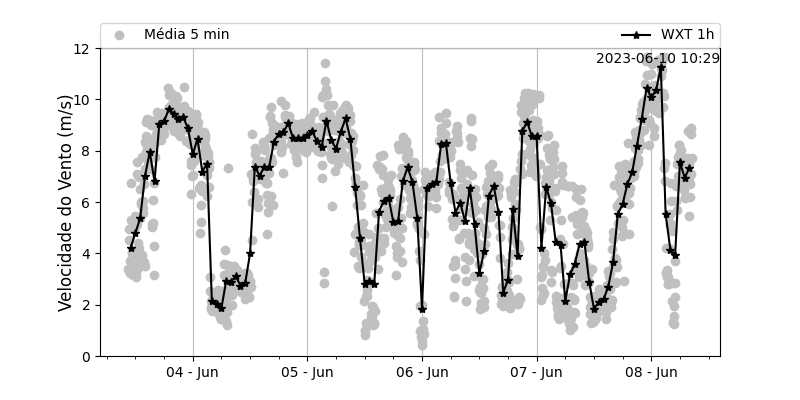 Média 5 min
WXT 1h
2023-06-10 10:29
Velocidade do Vento (m/s)
12
10
8
6
4
2
0
04 - Jun
05 - Jun
06 - Jun
07 - Jun
08 - Jun